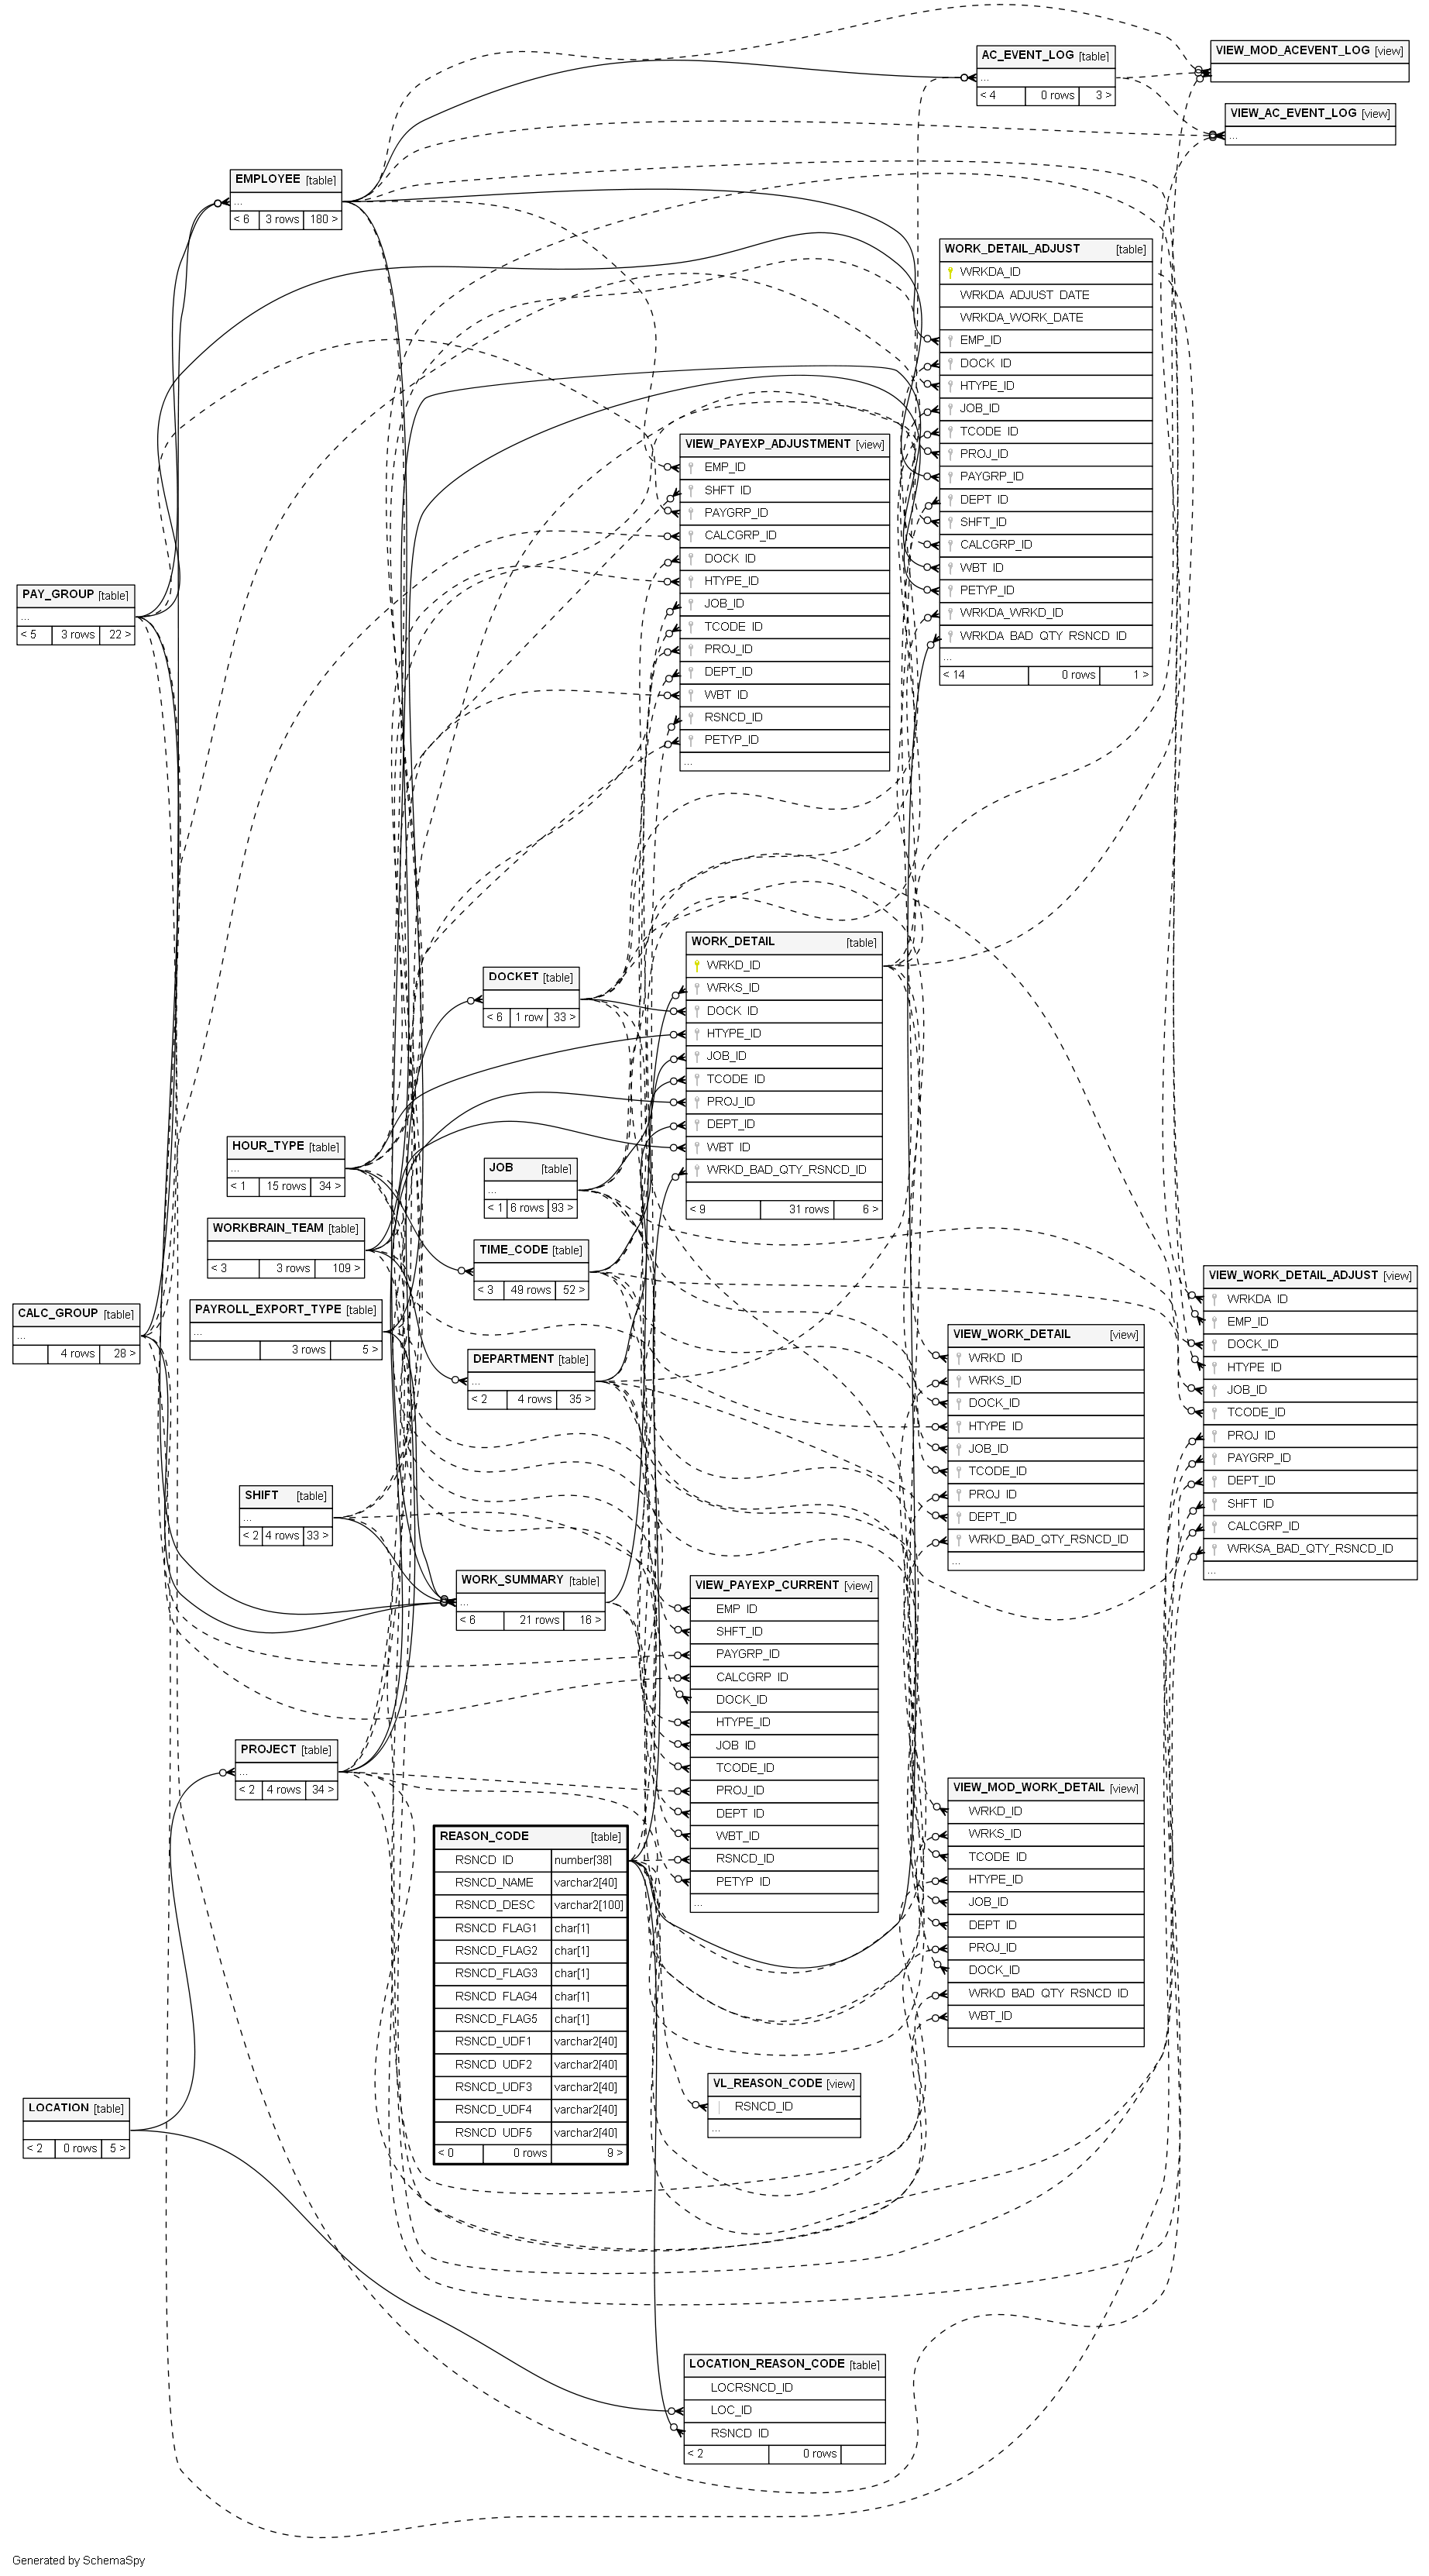 AC_EVENT_LOG [table]
...
< 4 0 rows 3 >
VIEW_MOD_ACEVENT_LOG [view]
VIEW_AC_EVENT_LOG [view]
...
EMPLOYEE [table]
...
< 6 3 rows 180 >
WORK_DETAIL_ADJUST [table]
WRKDA_ID
WRKDA_ADJUST_DATE
WRKDA_WORK_DATE
EMP_ID
DOCK_ID
HTYPE_ID
JOB_ID
TCODE_ID
PROJ_ID
PAYGRP_ID
DEPT_ID
SHFT_ID
CALCGRP_ID
WBT_ID
PETYP_ID
WRKDA_WRKD_ID
WRKDA_BAD_QTY_RSNCD_ID
...
< 14 0 rows 1 >
VIEW_PAYEXP_ADJUSTMENT [view]
EMP_ID
SHFT_ID
PAYGRP_ID
CALCGRP_ID
DOCK_ID
HTYPE_ID
JOB_ID
TCODE_ID
PROJ_ID
DEPT_ID
WBT_ID
RSNCD_ID
PETYP_ID
...
PAY_GROUP [table]
...
< 5 3 rows 22 >
WORK_DETAIL [table]
WRKD_ID
WRKS_ID
DOCK_ID
HTYPE_ID
JOB_ID
TCODE_ID
PROJ_ID
DEPT_ID
WBT_ID
WRKD_BAD_QTY_RSNCD_ID
< 9 31 rows 6 >
DOCKET [table]
< 6 1 row 33 >
HOUR_TYPE [table]
...
< 1 15 rows 34 >
JOB [table]
...
< 1 6 rows 93 >
WORKBRAIN_TEAM [table]
< 3 3 rows 109 >
TIME_CODE [table]
< 3 49 rows 52 >
PAYROLL_EXPORT_TYPE [table]
...
3 rows 5 >
CALC_GROUP [table]
...
4 rows 28 >
DEPARTMENT [table]
...
< 2 4 rows 35 >
VIEW_WORK_DETAIL [view]
WRKD_ID
WRKS_ID
DOCK_ID
HTYPE_ID
JOB_ID
TCODE_ID
PROJ_ID
DEPT_ID
WRKD_BAD_QTY_RSNCD_ID
...
VIEW_WORK_DETAIL_ADJUST [view]
WRKDA_ID
EMP_ID
DOCK_ID
HTYPE_ID
JOB_ID
TCODE_ID
PROJ_ID
PAYGRP_ID
DEPT_ID
SHFT_ID
CALCGRP_ID
WRKSA_BAD_QTY_RSNCD_ID
...
SHIFT [table]
...
< 2 4 rows 33 >
WORK_SUMMARY [table]
...
< 6 21 rows 16 >
VIEW_PAYEXP_CURRENT [view]
EMP_ID
SHFT_ID
PAYGRP_ID
CALCGRP_ID
DOCK_ID
HTYPE_ID
JOB_ID
TCODE_ID
PROJ_ID
DEPT_ID
WBT_ID
RSNCD_ID
PETYP_ID
...
PROJECT [table]
...
< 2 4 rows 34 >
VIEW_MOD_WORK_DETAIL [view]
WRKD_ID
WRKS_ID
TCODE_ID
HTYPE_ID
JOB_ID
DEPT_ID
PROJ_ID
DOCK_ID
WRKD_BAD_QTY_RSNCD_ID
WBT_ID
REASON_CODE [table]
RSNCD_ID number[38]
RSNCD_NAME varchar2[40]
RSNCD_DESC varchar2[100]
RSNCD_FLAG1 char[1]
RSNCD_FLAG2 char[1]
RSNCD_FLAG3 char[1]
RSNCD_FLAG4 char[1]
RSNCD_FLAG5 char[1]
RSNCD_UDF1 varchar2[40]
RSNCD_UDF2 varchar2[40]
RSNCD_UDF3 varchar2[40]
RSNCD_UDF4 varchar2[40]
RSNCD_UDF5 varchar2[40]
< 0 0 rows 9 >
VL_REASON_CODE [view]
RSNCD_ID
...
LOCATION [table]
< 2 0 rows 5 >
LOCATION_REASON_CODE [table]
LOCRSNCD_ID
LOC_ID
RSNCD_ID
< 2 0 rows
Generated by SchemaSpy